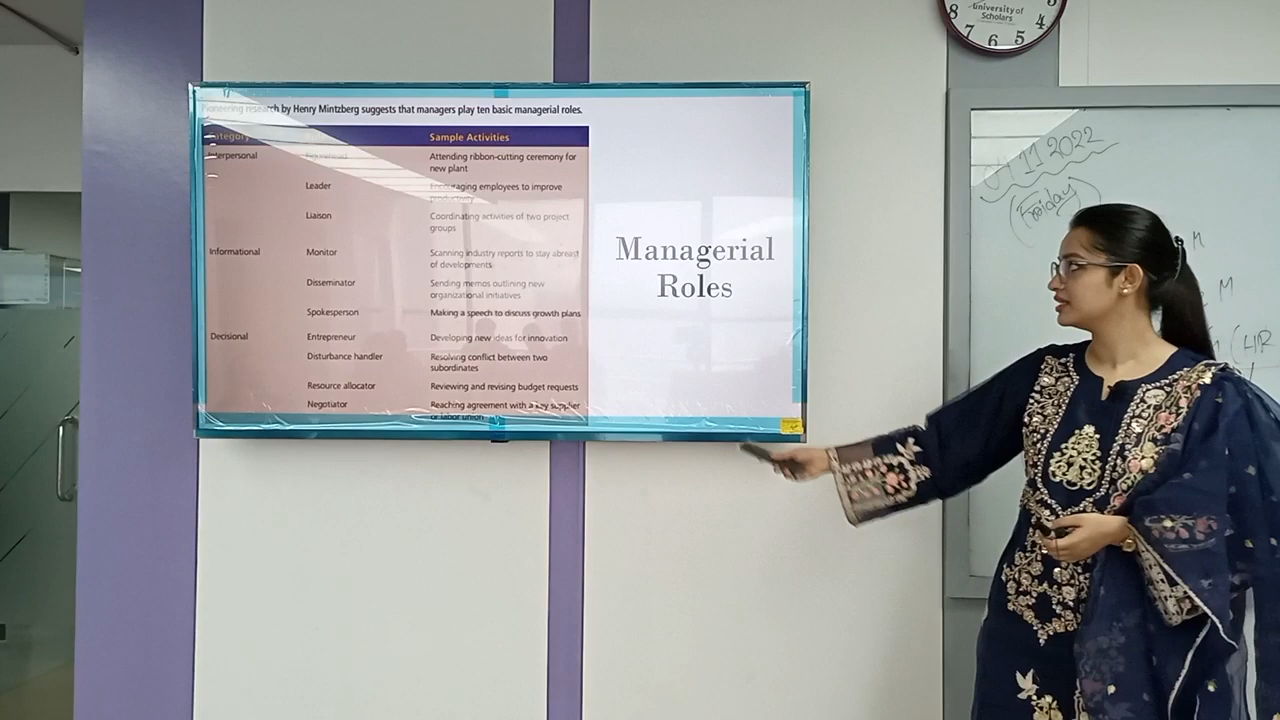 University of
Scholars
8 7 6 5 4 3
Pioneering research by Henry Mintzberg suggests that managers play ten basic managerial roles.
Category Sample Activities
Interpersonal Figurehead Attending ribbon-cutting ceremony for
new plant
Leader Encouraging employees to improve
productivity
Liaison Coordinating activities of two project
groups
Informational Monitor Scanning industry reports to stay abreast
of developments
Disseminator Sending memos outlining new
organizational initiatives
Spokesperson Making a speech to discuss growth plans
Decisional Entrepreneur Developing new ideas for innovation
Disturbance handler Resolving conflict between two
subordinates
Resource allocator Reviewing and revising budget requests
Negotiator Reaching agreement with a key supplier
or labor union
Managerial
Roles
11 2022
(Friday)
M
M
(HR